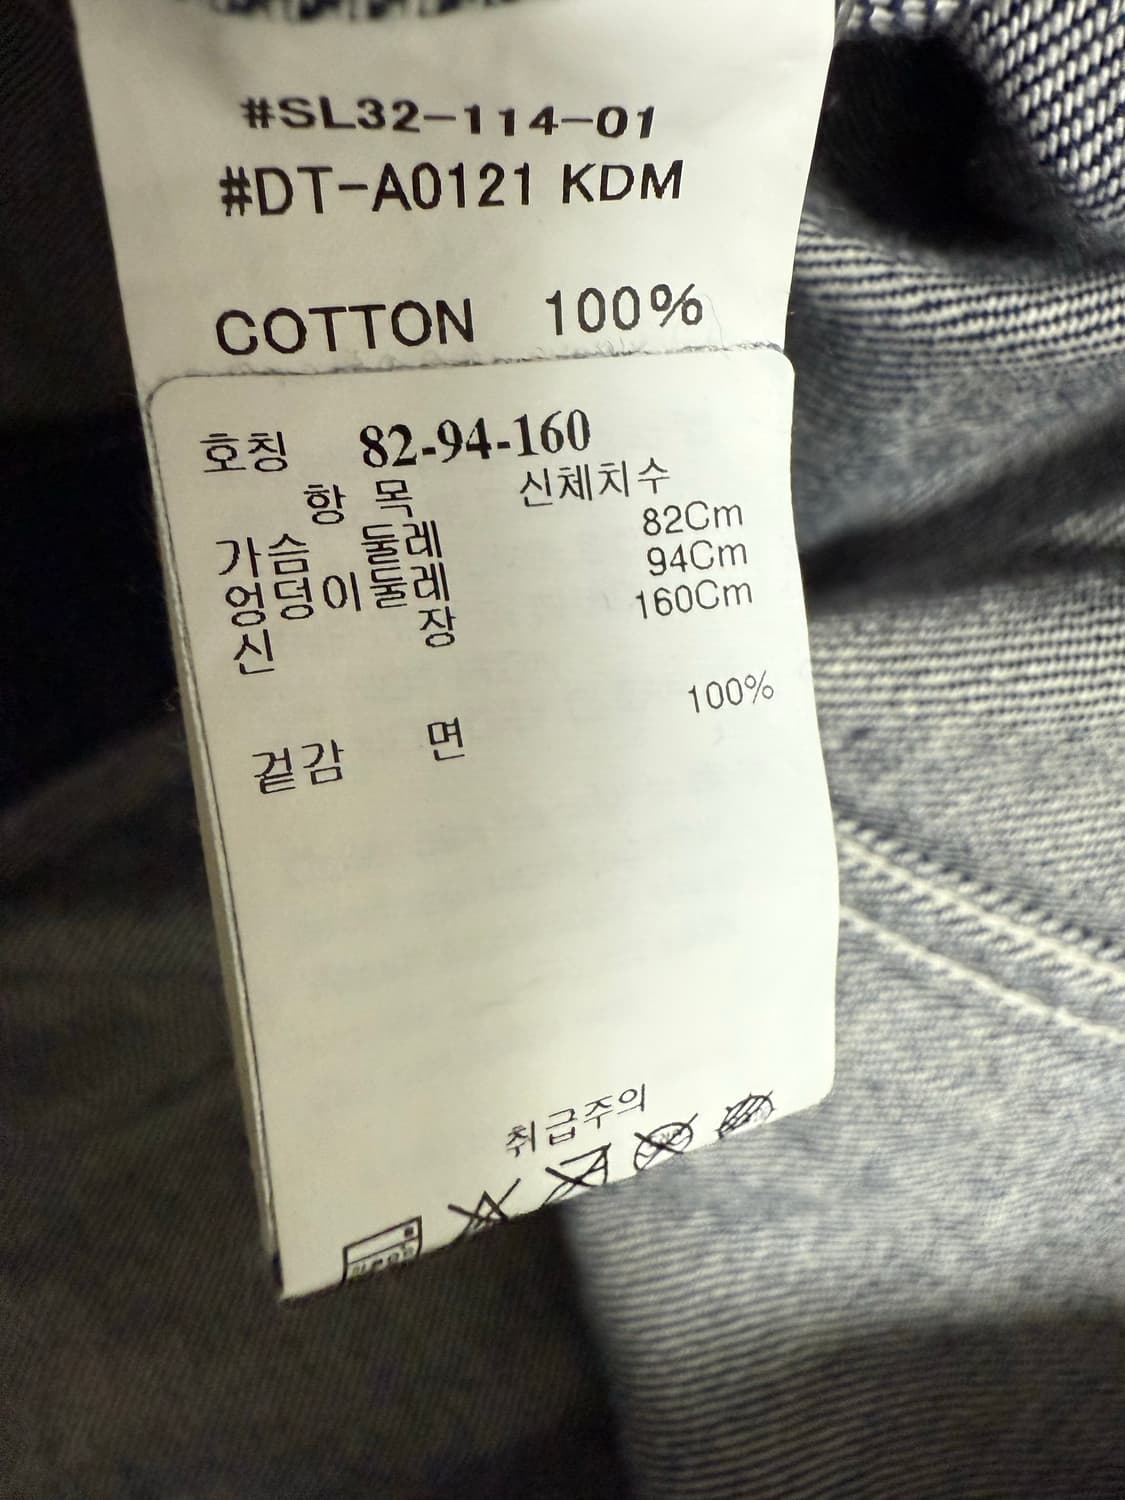 #SL32-114-01
#DT-A0121 KDM
COTTON 100%
호칭 82-94-160
항 목 신체치수
가슴 둘레 82Cm
엉덩이둘레 94Cm
신 장 160Cm
겉감 면 100%
취급주의